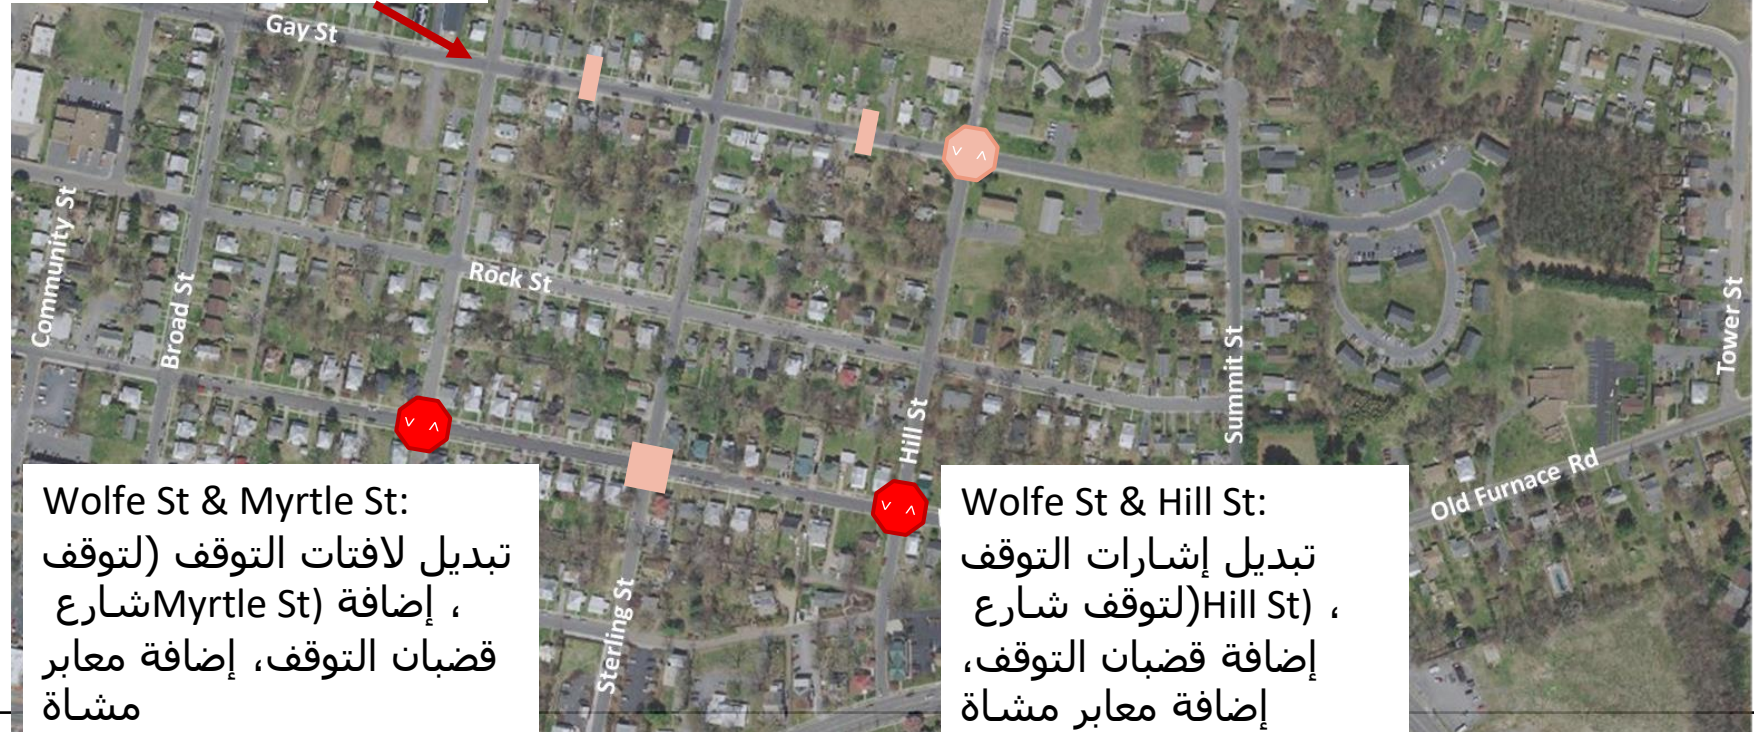 Gay St
Rock St
Community St
Broad St
Hill St
Summit St
Tower St
Old Furnace Rd
Sterling St
Wolfe St & Myrtle St:
تبديل لافتات التوقف (لتوقف
شارع Myrtle St) ، إضافة
قضبان التوقف، إضافة معابر
مشاة
Wolfe St & Hill St:
تبديل إشارات التوقف
(لتوقف شارع Hill St) ،
إضافة قضبان التوقف،
إضافة معابر مشاة